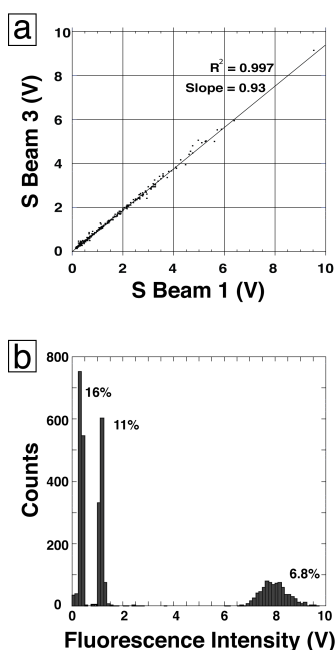 a
10
8
6
4
2
0
S Beam 3 (V)
R2 = 0.997
Slope = 0.93
0 2 4 6 8 10
S Beam 1 (V)
b
800
600
400
200
0
Counts
16%
11%
6.8%
0 2 4 6 8 10
Fluorescence Intensity (V)